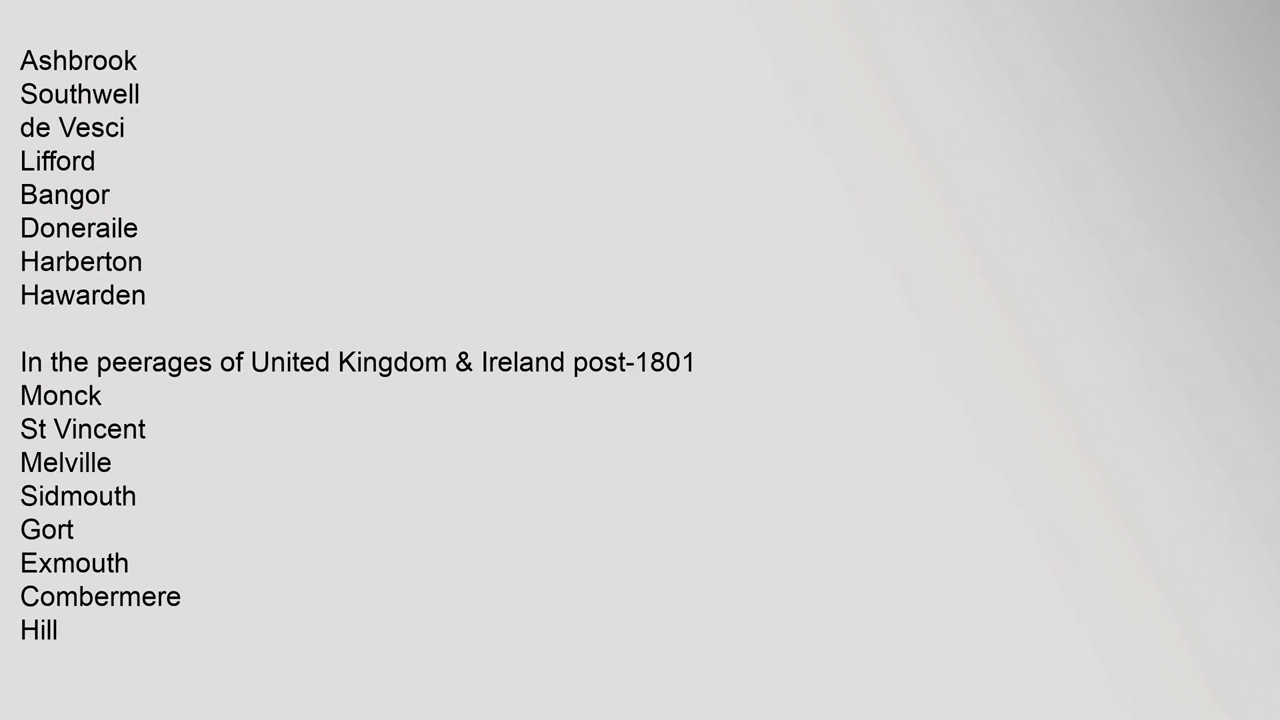 Ashbrook
Southwell
de Vesci
Lifford
Bangor
Doneraile
Harberton
Hawarden
In the peerages of United Kingdom & Ireland post-1801
Monck
St Vincent
Melville
Sidmouth
Gort
Exmouth
Combermere
Hill